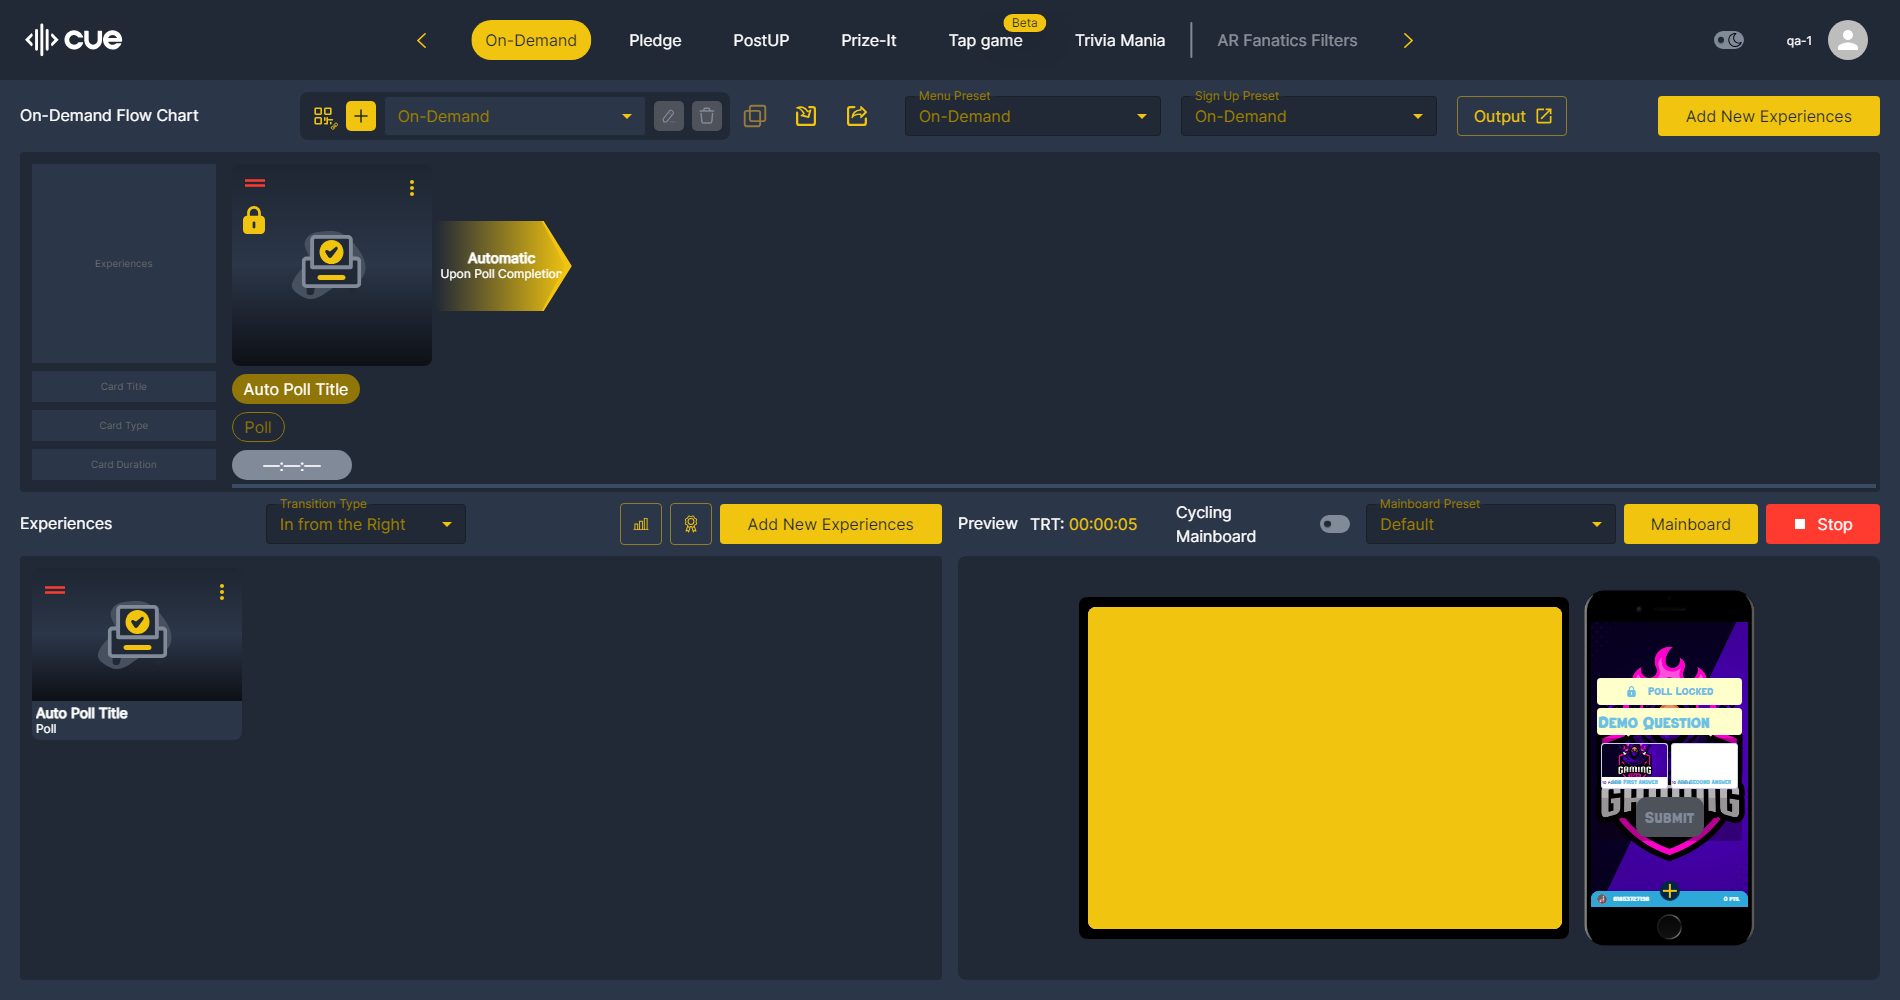 cue
On-Demand
Pledge
PostUP
Prize-It
Beta
Tap game
Trivia Mania
AR Fanatics Filters
qa-1
On-Demand Flow Chart
On-Demand
Menu Preset
On-Demand
Sign Up Preset
On-Demand
Output
Add New Experiences
Experiences
Automatic
Upon Poll Completion
Card Title
Auto Poll Title
Card Type
Poll
Card Duration
—:—:—
Experiences
Transition Type
In from the Right
Add New Experiences
Preview
TRT: 00:00:05
Cycling
Mainboard
Mainboard Preset
Default
Mainboard
Stop
Auto Poll Title
Poll
Poll Locked
Demo Question
GAMING
GAMING
Submit
0 PTS.